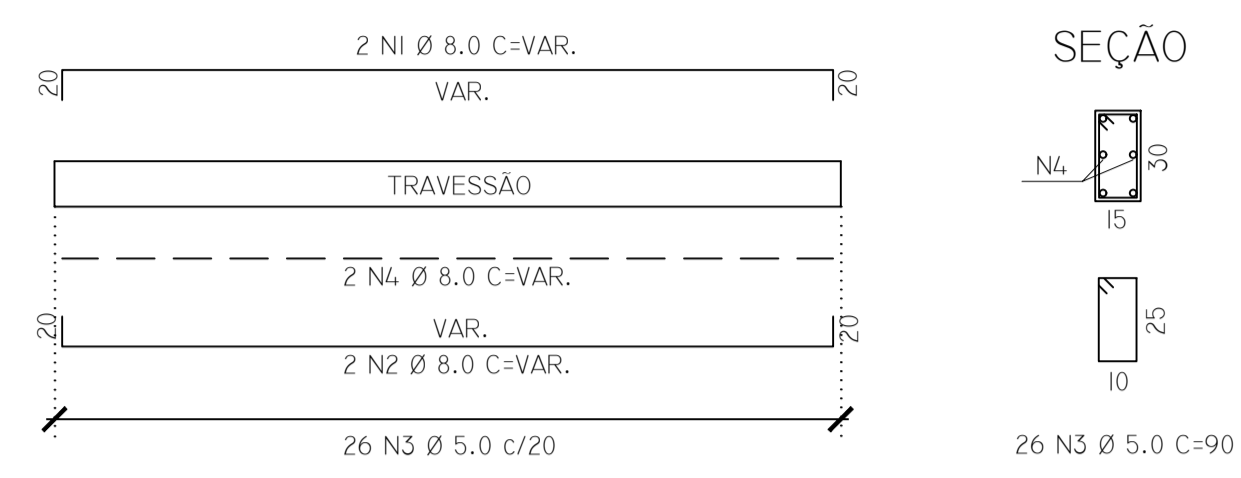 2 N1 Ø 8.0 C=VAR.
20
VAR.
20
TRAVESSÃO
2 N4 Ø 8.0 C=VAR.
20
VAR.
20
2 N2 Ø 8.0 C=VAR.
26 N3 Ø 5.0 c/20
SEÇÃO
N4
30
15
25
10
26 N3 Ø 5.0 C=90